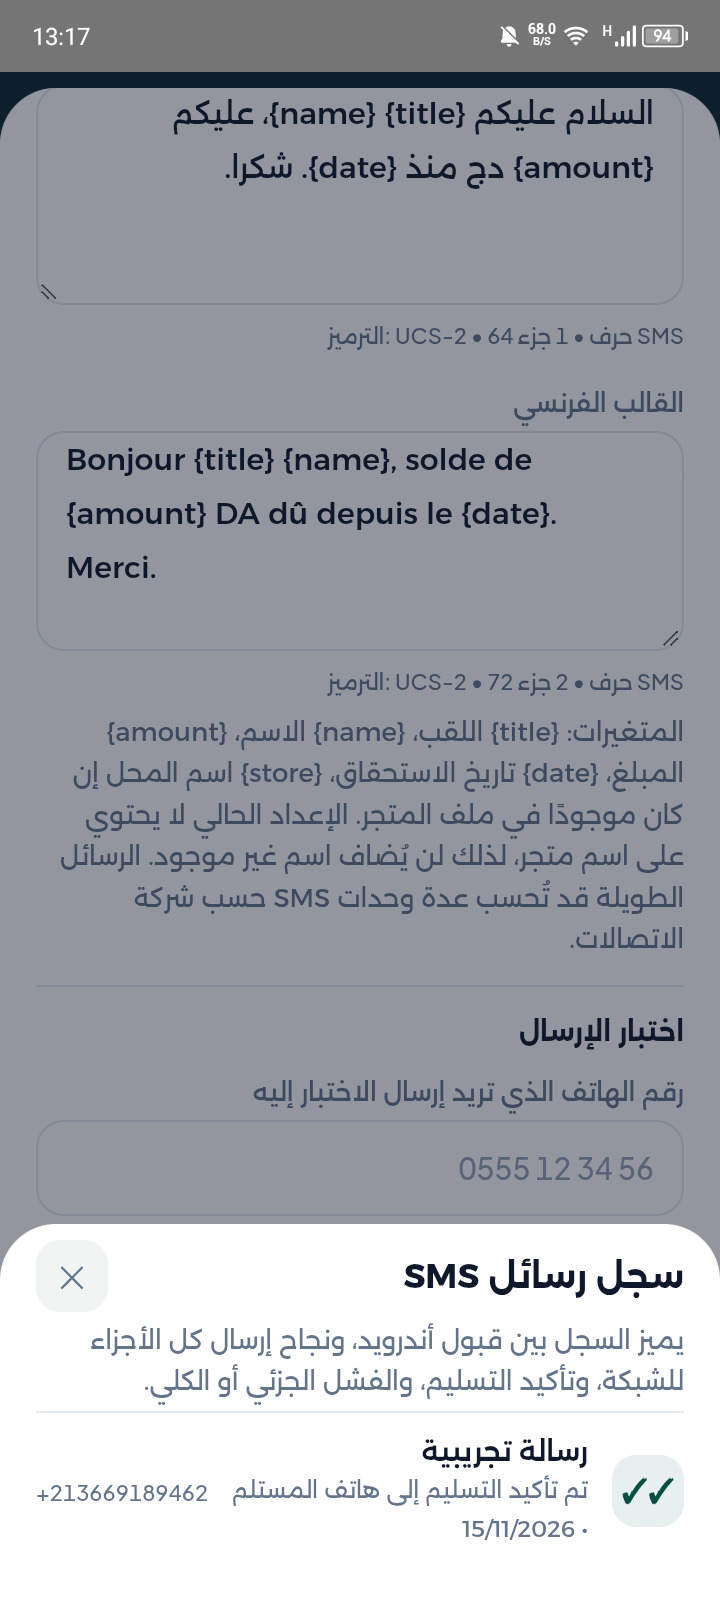 13:17
68.0
B/S
H
94
السلام عليكم {title} {name}، عليكم
{amount} دج منذ {date}. شكرا.
الترميز: UCS-2 • 64 حرف • 1 جزء SMS
القالب الفرنسي
Bonjour {title} {name}, solde de
{amount} DA dû depuis le {date}.
Merci.
الترميز: UCS-2 • 72 حرف • 2 جزء SMS
المتغيرات: {title} اللقب، {name} الاسم، {amount}
المبلغ، {date} تاريخ الاستحقاق، {store} اسم المحل إن
كان موجودًا في ملف المتجر. الإعداد الحالي لا يحتوي
على اسم متجر، لذلك لن يُضاف اسم غير موجود. الرسائل
الطويلة قد تُحسب عدة وحدات SMS حسب شركة
الاتصالات.
اختبار الإرسال
رقم الهاتف الذي تريد إرسال الاختبار إليه
0555 12 34 56
سجل رسائل SMS
يميز السجل بين قبول أندرويد، ونجاح إرسال كل الأجزاء
للشبكة، وتأكيد التسليم، والفشل الجزئي أو الكلي.
رسالة تجريبية
تم تأكيد التسليم إلى هاتف المستلم
• 15/11/2026
+213669189462